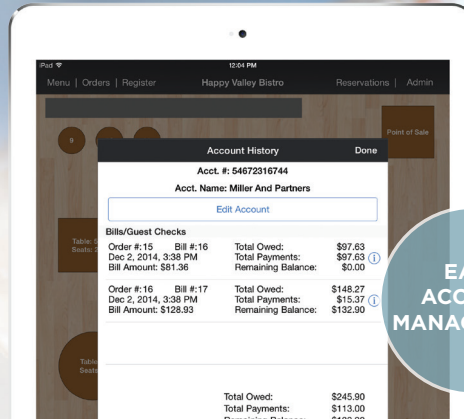 iPad 12:04 PM
Menu | Orders | Register Happy Valley Bistro Reservations | Admin
9
Point of Sale
Account History Done
Acct. #: 54672316744
Acct. Name: Miller And Partners
Edit Account
Bills/Guest Checks
Order #:15 Bill #:16 Total Owed: $97.63
Dec 2, 2014, 3:38 PM Total Payments: $97.63
Bill Amount: $81.36 Remaining Balance: $0.00
Order #:16 Bill #:17 Total Owed: $148.27
Dec 2, 2014, 3:38 PM Total Payments: $15.37
Bill Amount: $128.93 Remaining Balance: $132.90
Table: 5
Seats: 2
Table
Seats
Total Owed: $245.90
Total Payments: $113.00